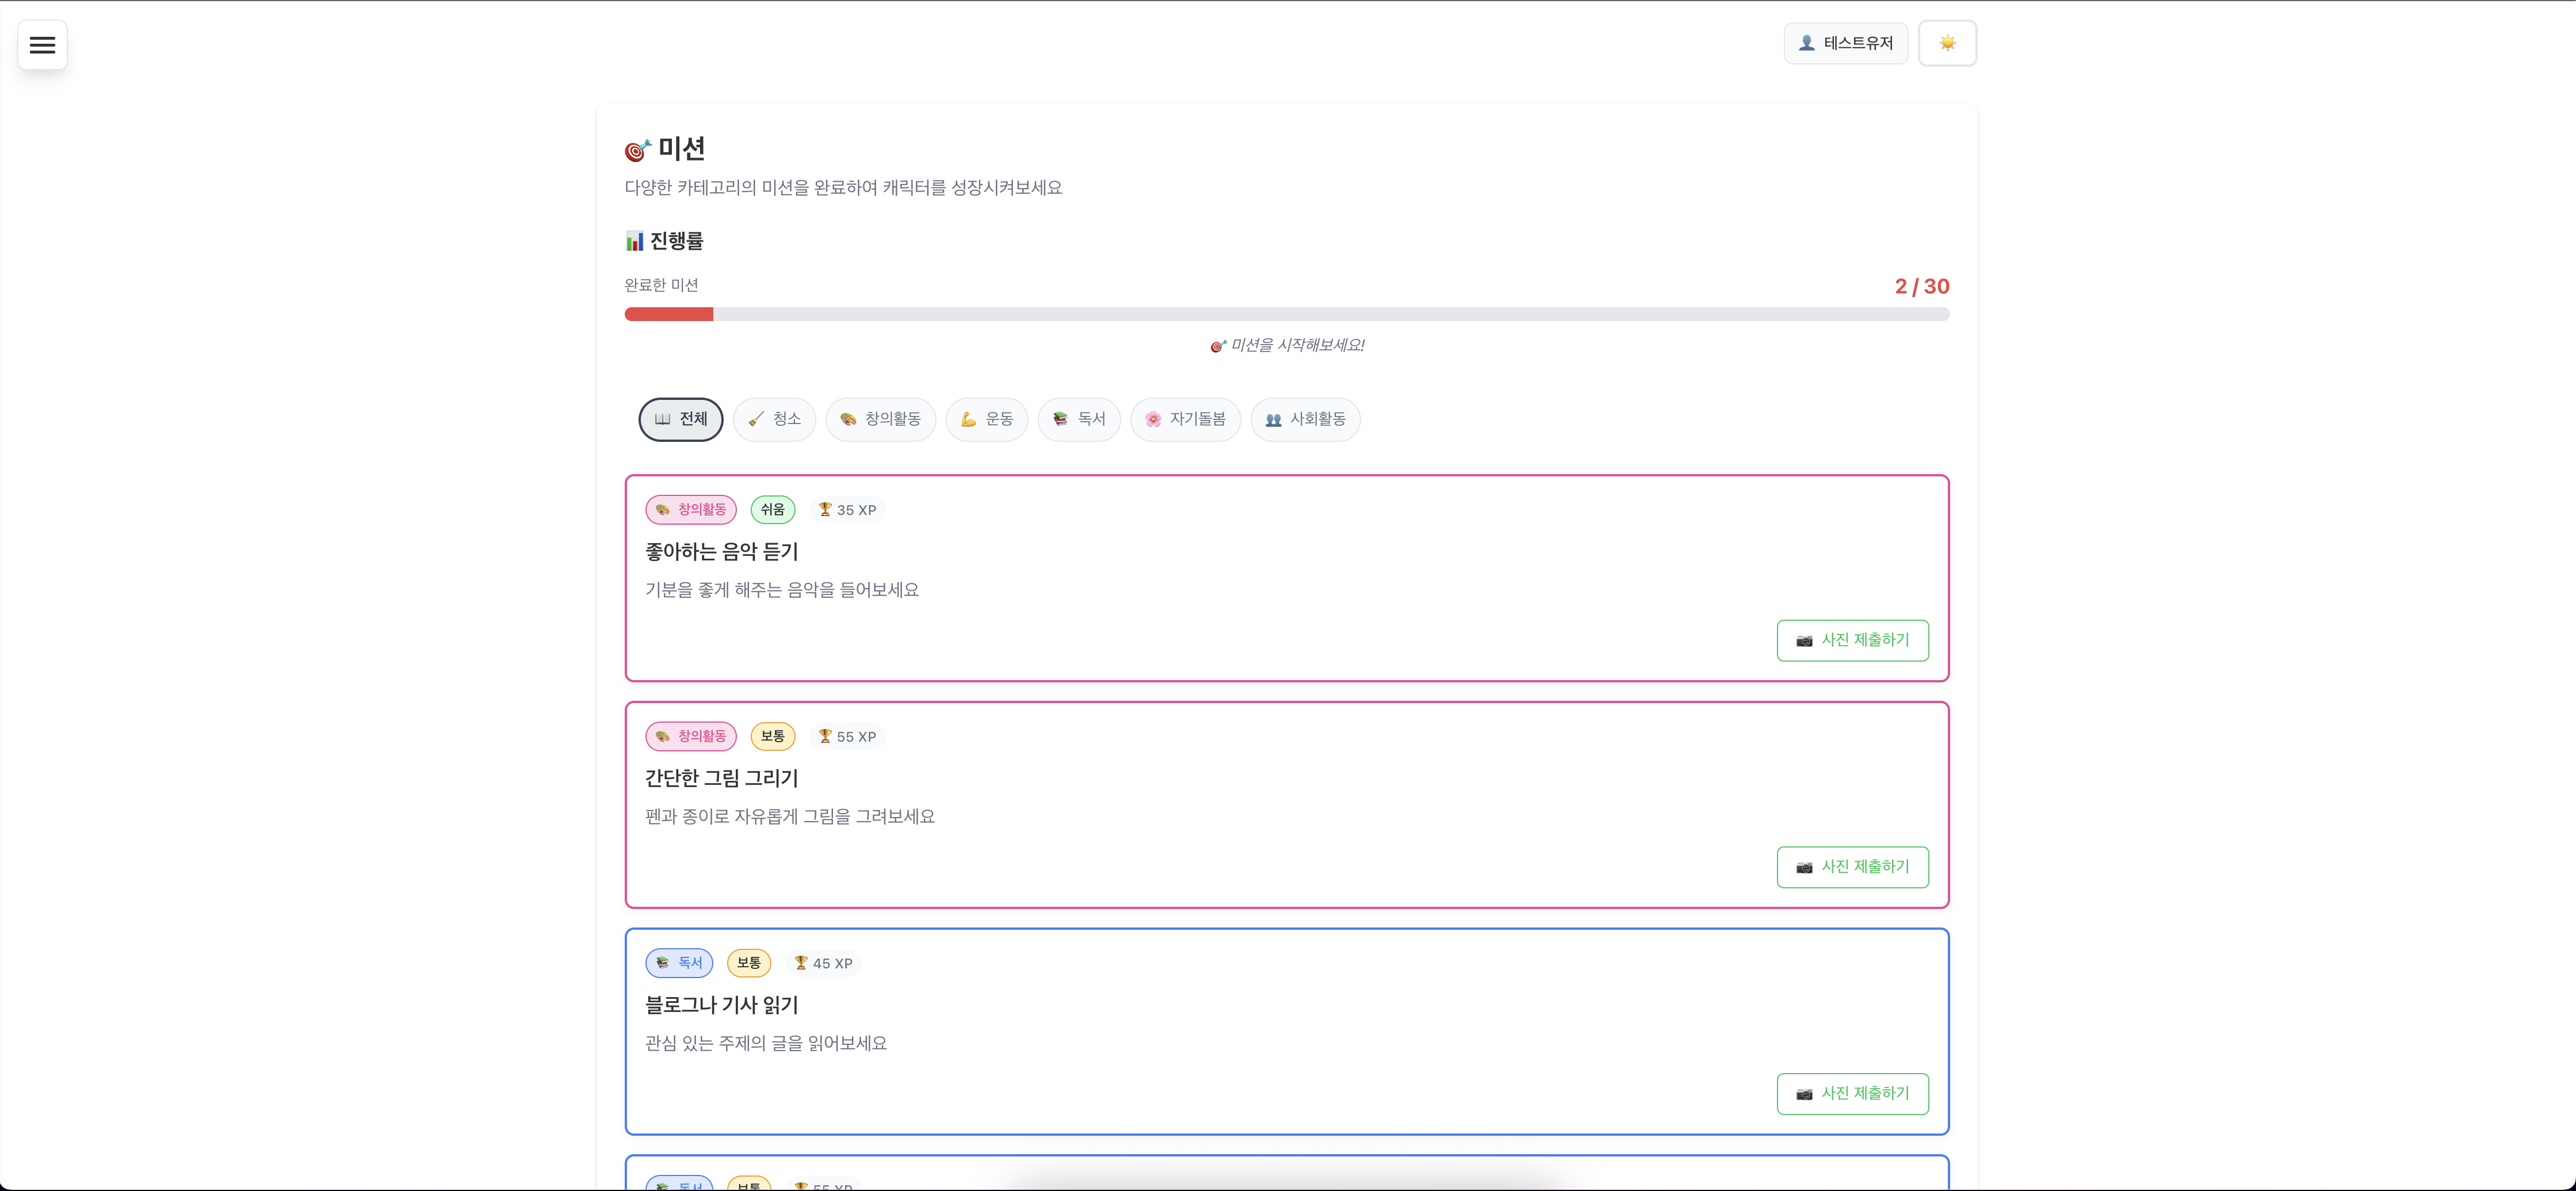 테스트유저
미션
다양한 카테고리의 미션을 완료하여 캐릭터를 성장시켜보세요
진행률
완료한 미션
2 / 30
미션을 시작해보세요!
전체 청소 창의활동 운동 독서 자기돌봄 사회활동
창의활동 쉬움 35 XP
좋아하는 음악 듣기
기분을 좋게 해주는 음악을 들어보세요
사진 제출하기
창의활동 보통 55 XP
간단한 그림 그리기
펜과 종이로 자유롭게 그림을 그려보세요
사진 제출하기
독서 보통 45 XP
블로그나 기사 읽기
관심 있는 주제의 글을 읽어보세요
사진 제출하기
독서 보통 55 XP